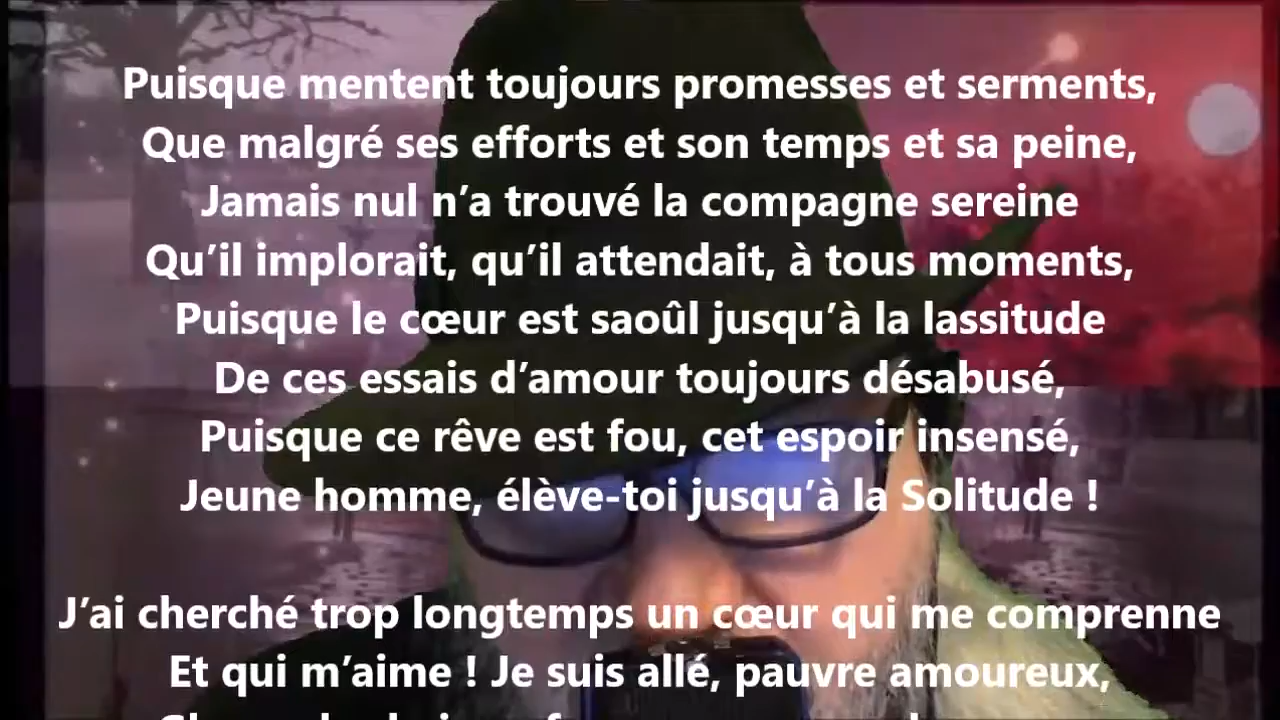 Puisque mentent toujours promesses et serments,
Que malgré ses efforts et son temps et sa peine,
Jamais nul n’a trouvé la compagne sereine
Qu’il implorait, qu’il attendait, à tous moments,
Puisque le cœur est saoûl jusqu’à la lassitude
De ces essais d’amour toujours désabusé,
Puisque ce rêve est fou, cet espoir insensé,
Jeune homme, élève-toi jusqu’à la Solitude !
J’ai cherché trop longtemps un cœur qui me comprenne
Et qui m’aime ! Je suis allé, pauvre amoureux,